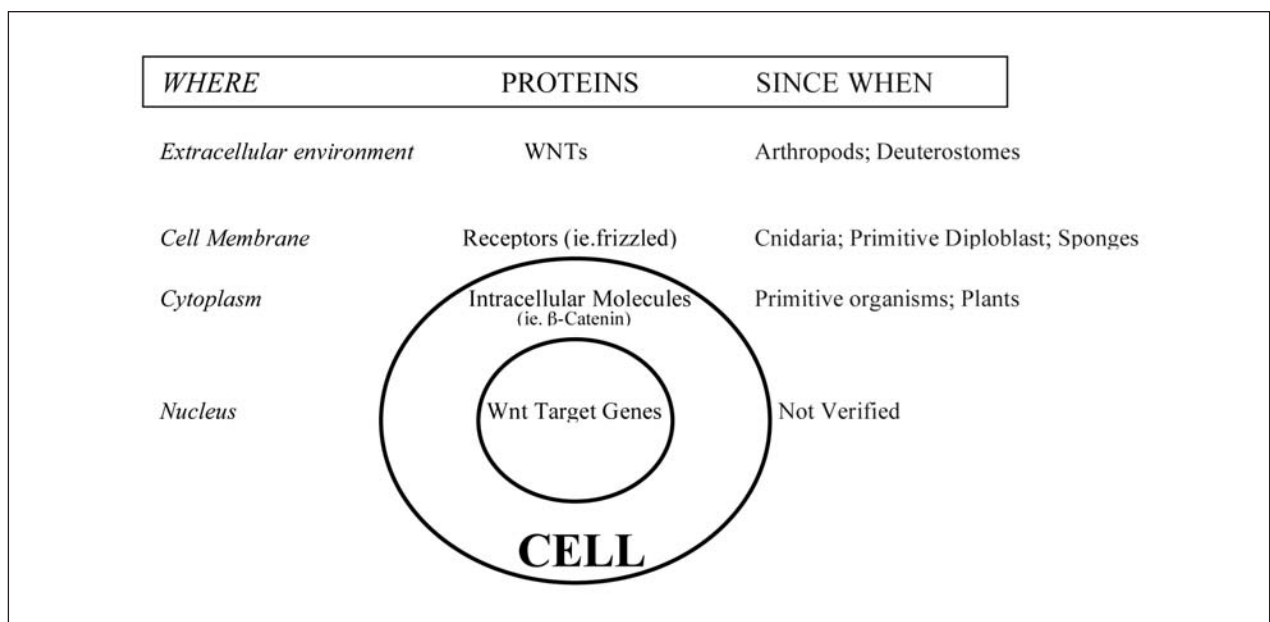 WHERE PROTEINS SINCE WHEN
Extracellular environment WNTs Arthropods; Deuterostomes
Cell Membrane Receptors (ie.frizzled) Cnidaria; Primitive Diploblast; Sponges
Cytoplasm Intracellular Molecules Primitive organisms; Plants
(ie. β-Catenin)
Nucleus Wnt Target Genes Not Verified
CELL